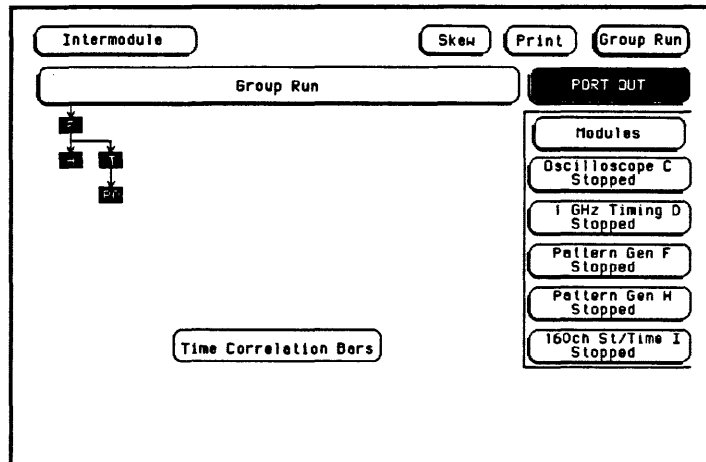 Intermodule
Skew
Print
Group Run
Group Run
PORT OUT
Modules
Oscilloscope C
Stopped
1 GHz Timing D
Stopped
Pattern Gen F
Stopped
Pattern Gen H
Stopped
160ch St/Time I
Stopped
Time Correlation Bars